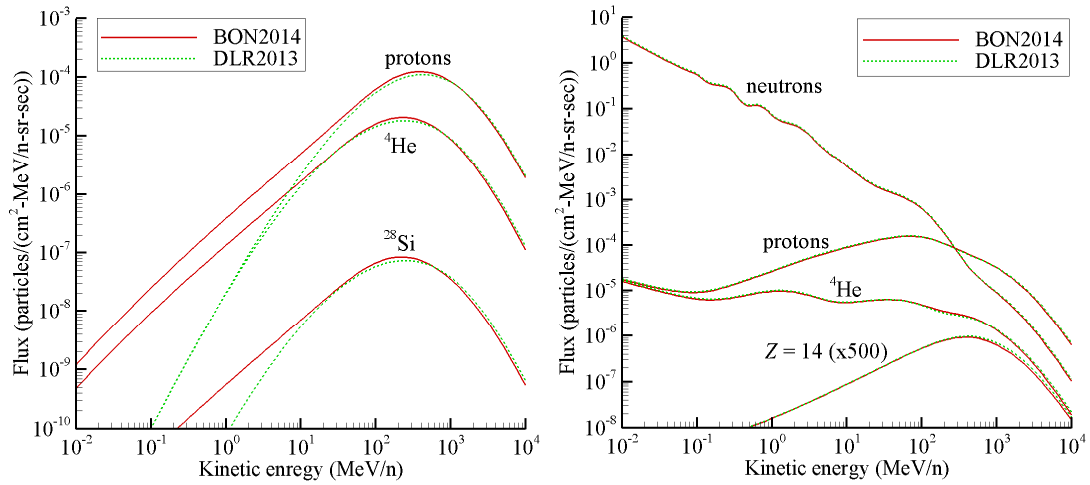 Flux (particles/(cm²-MeV/n-sr-sec))
10⁻³
10⁻⁴
10⁻⁵
10⁻⁶
10⁻⁷
10⁻⁸
10⁻⁹
10⁻¹⁰
BON2014
DLR2013
protons
⁴He
²⁸Si
10⁻² 10⁻¹ 10⁰ 10¹ 10² 10³ 10⁴
Kinetic enregy (MeV/n)
Flux (particles/(cm²-MeV/n-sr-sec))
10¹
10⁰
10⁻¹
10⁻²
10⁻³
10⁻⁴
10⁻⁵
10⁻⁶
10⁻⁷
10⁻⁸
BON2014
DLR2013
neutrons
protons
⁴He
Z = 14 (x500)
10⁻² 10⁻¹ 10⁰ 10¹ 10² 10³ 10⁴
Kinetic energy (MeV/n)